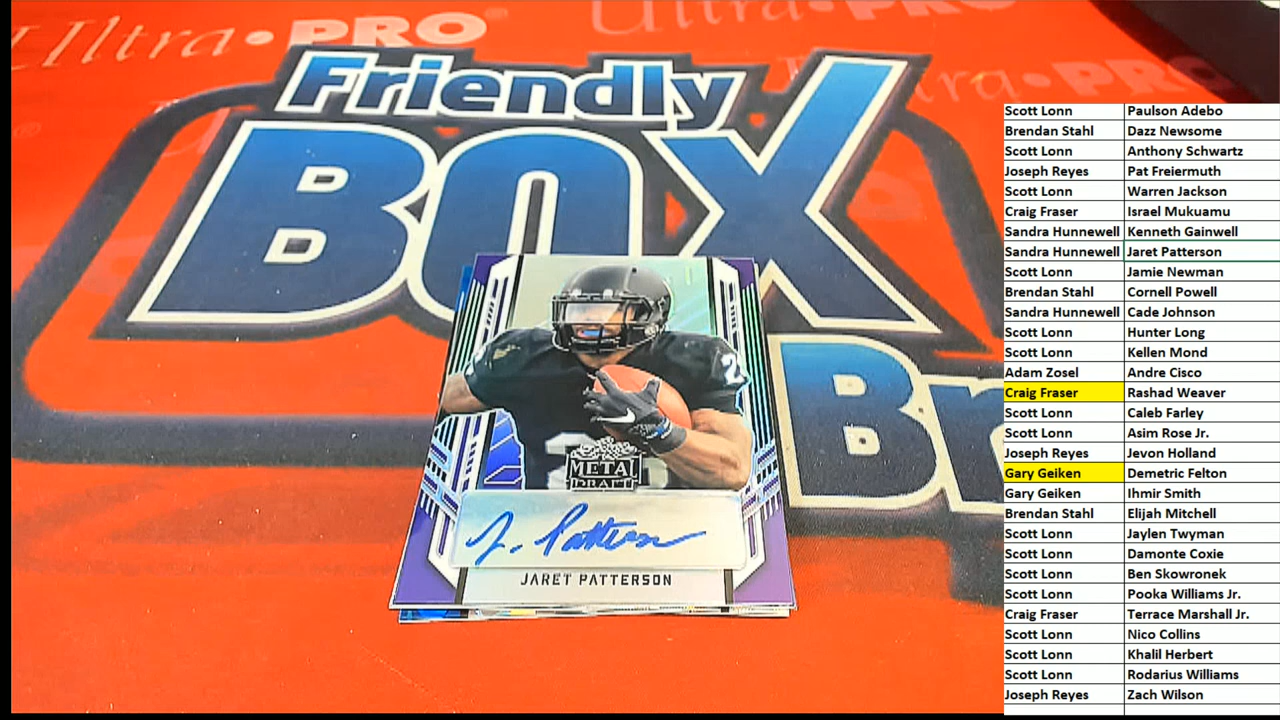 Ultra•PRO
Ultra•PRO
Ultra•PRO
Friendly
BOX
Br
2
METAL
DRAFT
J. Patterson
JARET PATTERSON
Scott Lonn Paulson Adebo
Brendan Stahl Dazz Newsome
Scott Lonn Anthony Schwartz
Joseph Reyes Pat Freiermuth
Scott Lonn Warren Jackson
Craig Fraser Israel Mukuamu
Sandra Hunnewell Kenneth Gainwell
Sandra Hunnewell Jaret Patterson
Scott Lonn Jamie Newman
Brendan Stahl Cornell Powell
Sandra Hunnewell Cade Johnson
Scott Lonn Hunter Long
Scott Lonn Kellen Mond
Adam Zosel Andre Cisco
Craig Fraser Rashad Weaver
Scott Lonn Caleb Farley
Scott Lonn Asim Rose Jr.
Joseph Reyes Jevon Holland
Gary Geiken Demetric Felton
Gary Geiken Ihmir Smith
Brendan Stahl Elijah Mitchell
Scott Lonn Jaylen Twyman
Scott Lonn Damonte Coxie
Scott Lonn Ben Skowronek
Scott Lonn Pooka Williams Jr.
Craig Fraser Terrace Marshall Jr.
Scott Lonn Nico Collins
Scott Lonn Khalil Herbert
Scott Lonn Rodarius Williams
Joseph Reyes Zach Wilson